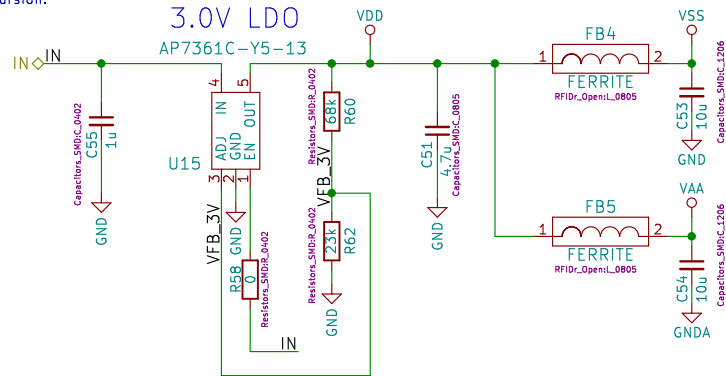 ursion.
3.0V LDO
AP7361C-Y5-13
VDD
VSS
IN
IN
4
5
IN
OUT
ADJ
GND
EN
U15
3
2
1
Capacitors_SMD:C_0402
C55
1u
GND
VFB_3V
GND
R58
0
Resistors_SMD:R_0402
IN
Resistors_SMD:R_0402
68k
R60
VFB_3V
Resistors_SMD:R_0402
23k
R62
GND
C51
4.7u
Capacitors_SMD:C_0805
GND
FB4
1
2
FERRITE
RFIDr_Open:L_0805
C53
10u
Capacitors_SMD:C_1206
GND
VAA
FB5
1
2
FERRITE
RFIDr_Open:L_0805
C54
10u
Capacitors_SMD:C_1206
GNDA